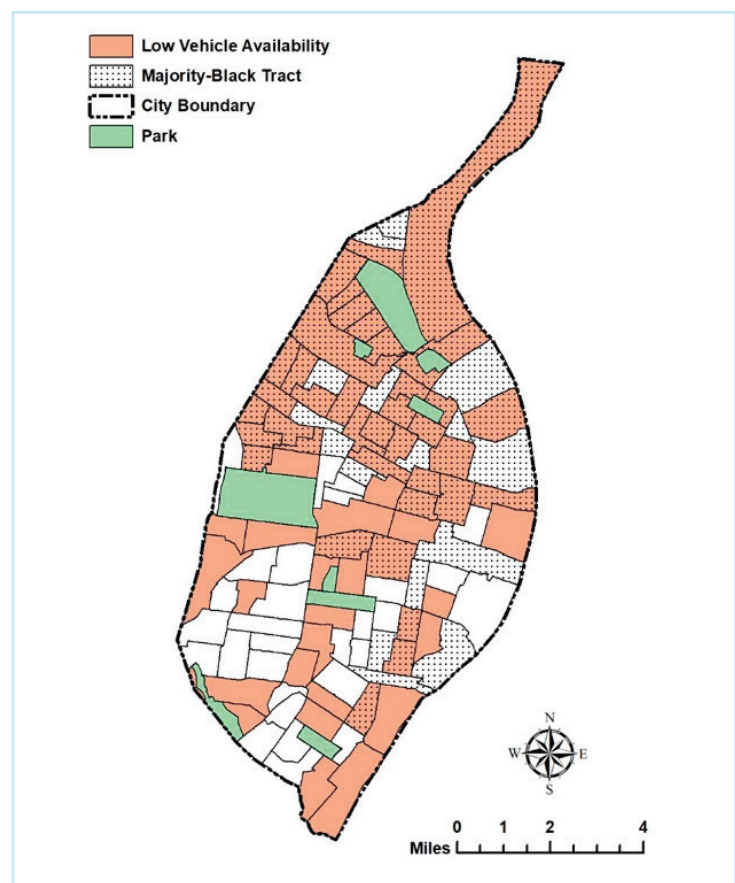 Low Vehicle Availability
Majority-Black Tract
City Boundary
Park
N
W E
S
0 1 2 4
Miles